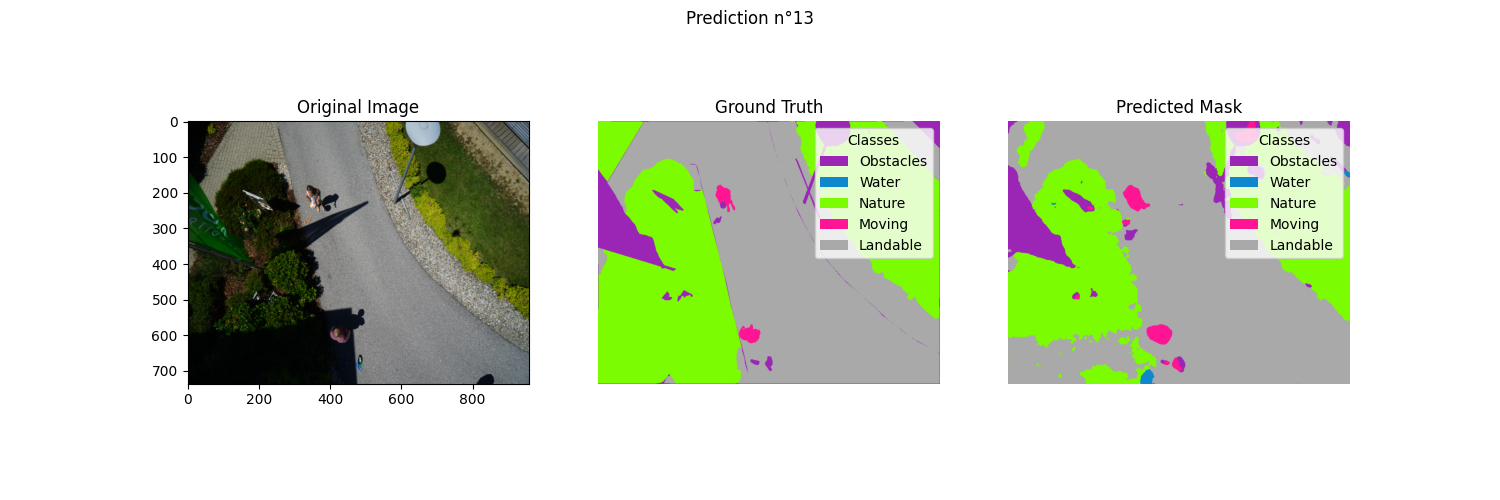 Prediction n°13
Original Image
Ground Truth
Predicted Mask
0
100
200
300
400
500
600
700
0
200
400
600
800
Classes
Obstacles
Water
Nature
Moving
Landable
Classes
Obstacles
Water
Nature
Moving
Landable